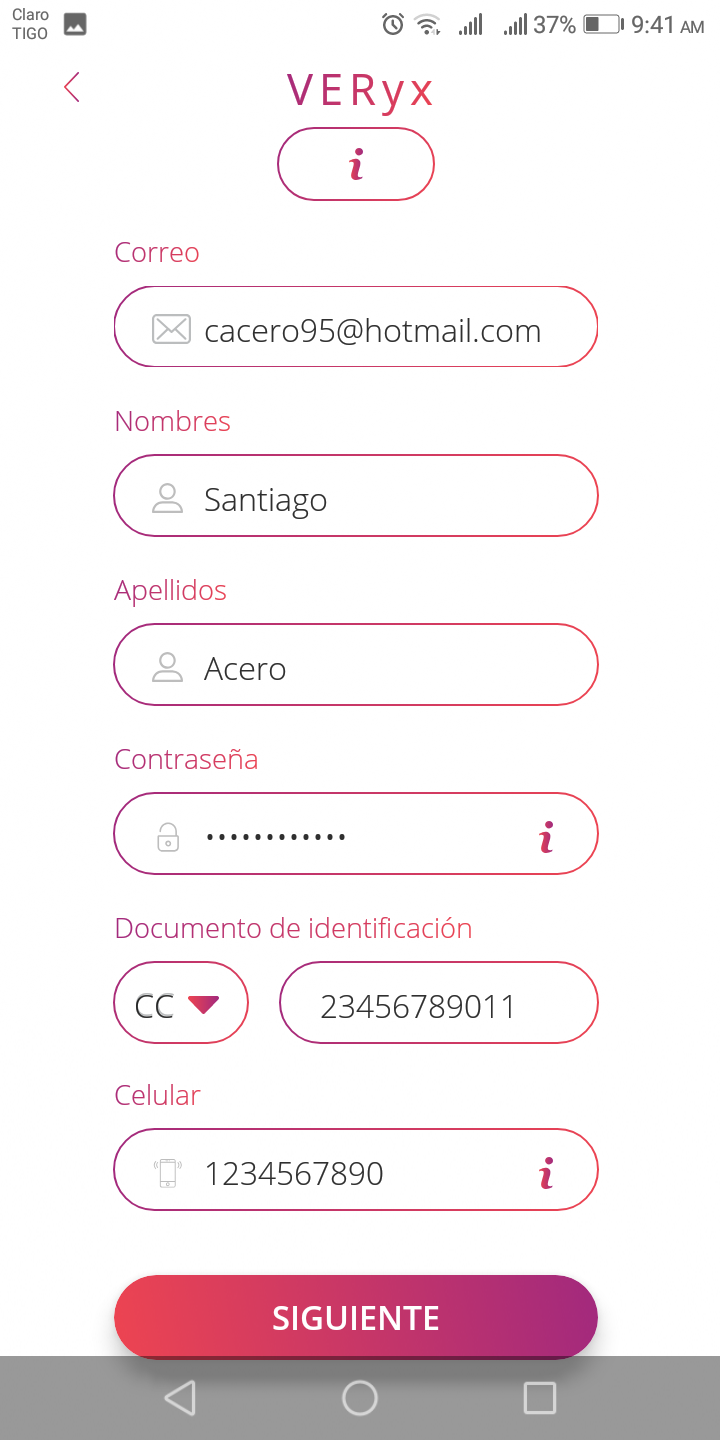 Claro
TIGO
37%
9:41 AM
VERyx
i
Correo
cacero95@hotmail.com
Nombres
Santiago
Apellidos
Acero
Contraseña
•••••••••••• i
Documento de identificación
CC 23456789011
Celular
1234567890 i
SIGUIENTE